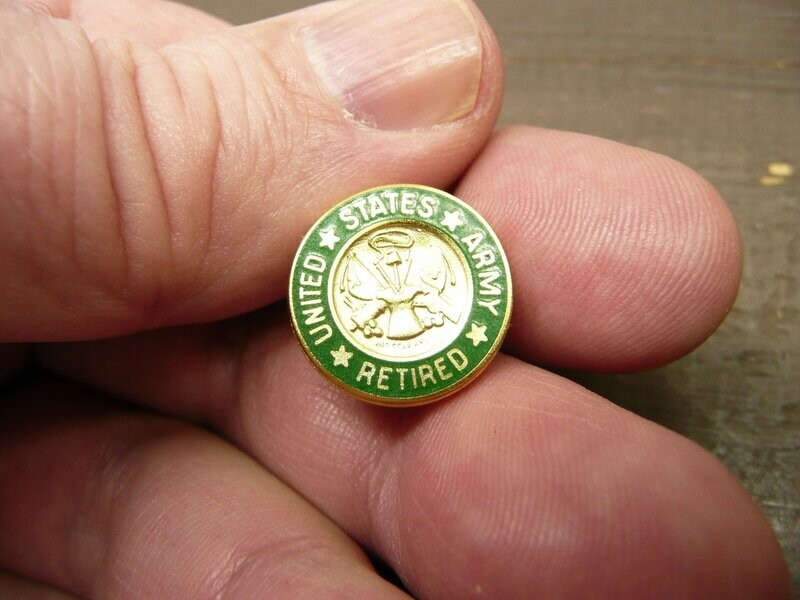 UNITED ★ STATES ★ ARMY
★ RETIRED ★